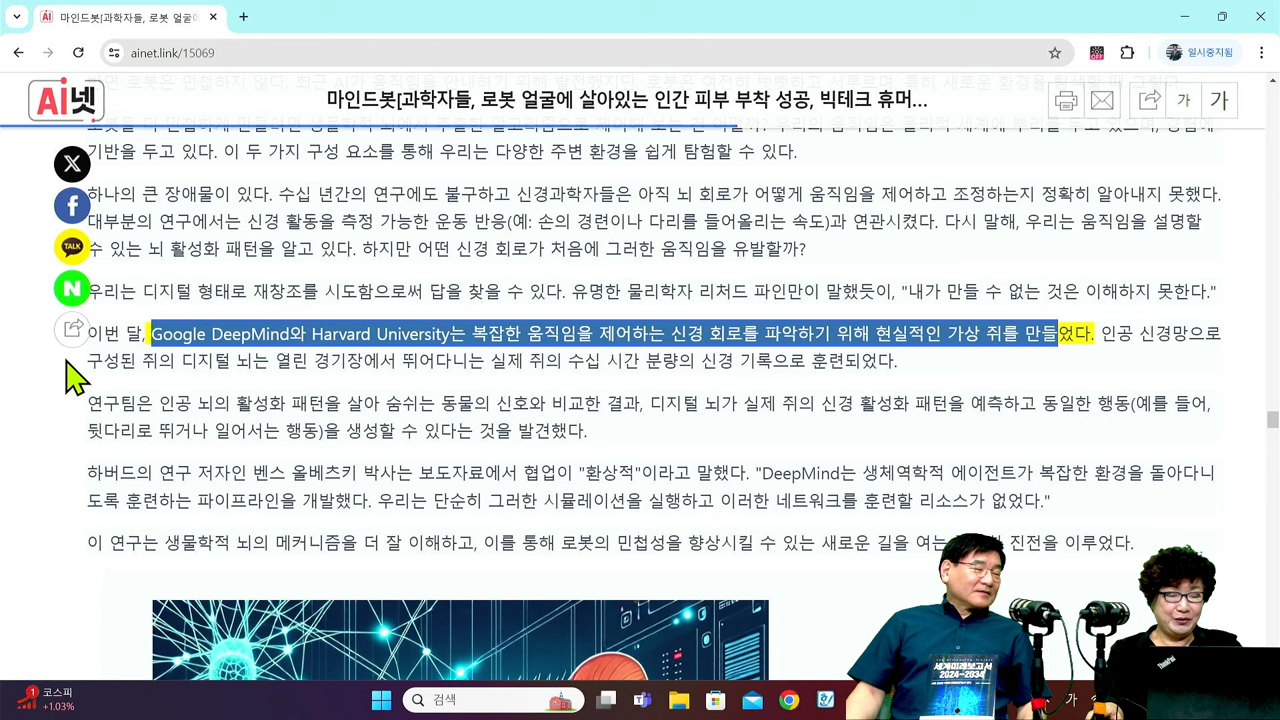 마인드봇[과학자들, 로봇 얼굴에
ainet.link/15069
OFF
일시중지됨
Ai넷
마인드봇[과학자들, 로봇 얼굴에 살아있는 인간 피부 부착 성공, 빅테크 휴머...
가 가
기반을 두고 있다. 이 두 가지 구성 요소를 통해 우리는 다양한 주변 환경을 쉽게 탐험할 수 있다.
하나의 큰 장애물이 있다. 수십 년간의 연구에도 불구하고 신경과학자들은 아직 뇌 회로가 어떻게 움직임을 제어하고 조정하는지 정확히 알아내지 못했다.
대부분의 연구에서는 신경 활동을 측정 가능한 운동 반응(예: 손의 경련이나 다리를 들어올리는 속도)과 연관시켰다. 다시 말해, 우리는 움직임을 설명할
수 있는 뇌 활성화 패턴을 알고 있다. 하지만 어떤 신경 회로가 처음에 그러한 움직임을 유발할까?
TALK
N
우리는 디지털 형태로 재창조를 시도함으로써 답을 찾을 수 있다. 유명한 물리학자 리처드 파인만이 말했듯이, "내가 만들 수 없는 것은 이해하지 못한다."
이번 달, Google DeepMind와 Harvard University는 복잡한 움직임을 제어하는 신경 회로를 파악하기 위해 현실적인 가상 쥐를 만들었다. 인공 신경망으로
구성된 쥐의 디지털 뇌는 열린 경기장에서 뛰어다니는 실제 쥐의 수십 시간 분량의 신경 기록으로 훈련되었다.
연구팀은 인공 뇌의 활성화 패턴을 살아 숨쉬는 동물의 신호와 비교한 결과, 디지털 뇌가 실제 쥐의 신경 활성화 패턴을 예측하고 동일한 행동(예를 들어,
뒷다리로 뛰거나 일어서는 행동)을 생성할 수 있다는 것을 발견했다.
하버드의 연구 저자인 벤스 올베츠키 박사는 보도자료에서 협업이 "환상적"이라고 말했다. "DeepMind는 생체역학적 에이전트가 복잡한 환경을 돌아다니
도록 훈련하는 파이프라인을 개발했다. 우리는 단순히 그러한 시뮬레이션을 실행하고 이러한 네트워크를 훈련할 리소스가 없었다."
이 연구는 생물학적 뇌의 메커니즘을 더 잘 이해하고, 이를 통해 로봇의 민첩성을 향상시킬 수 있는 새로운 길을 여는 진전을 이루었다.
세계미래보고서
2024-2034
ThinkPad
1
코스피
+1.03%
검색
가